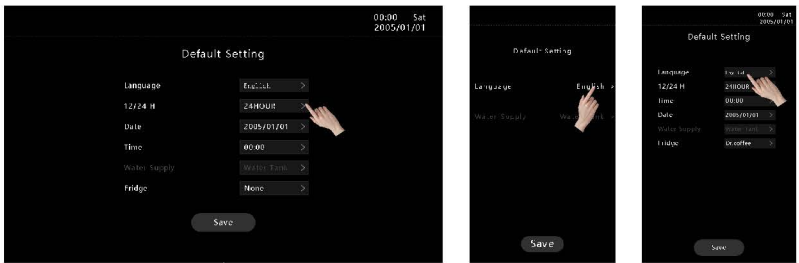 00:00 Sat
2005/01/01
Default Setting
Language English >
12/24 H 24HOUR >
Date 2005/01/01 >
Time 00:00 >
Water Supply Water Tank >
Fridge None >
Save
Default Setting
Language English >
Water Supply Water Tank >
Save
00:00 Sat
2005/01/01
Default Setting
Language English >
12/24 H 24HOUR
Time 00:00
Date 2005/01/01 >
Water Supply Water Tank >
Fridge Dr.coffee >
Save